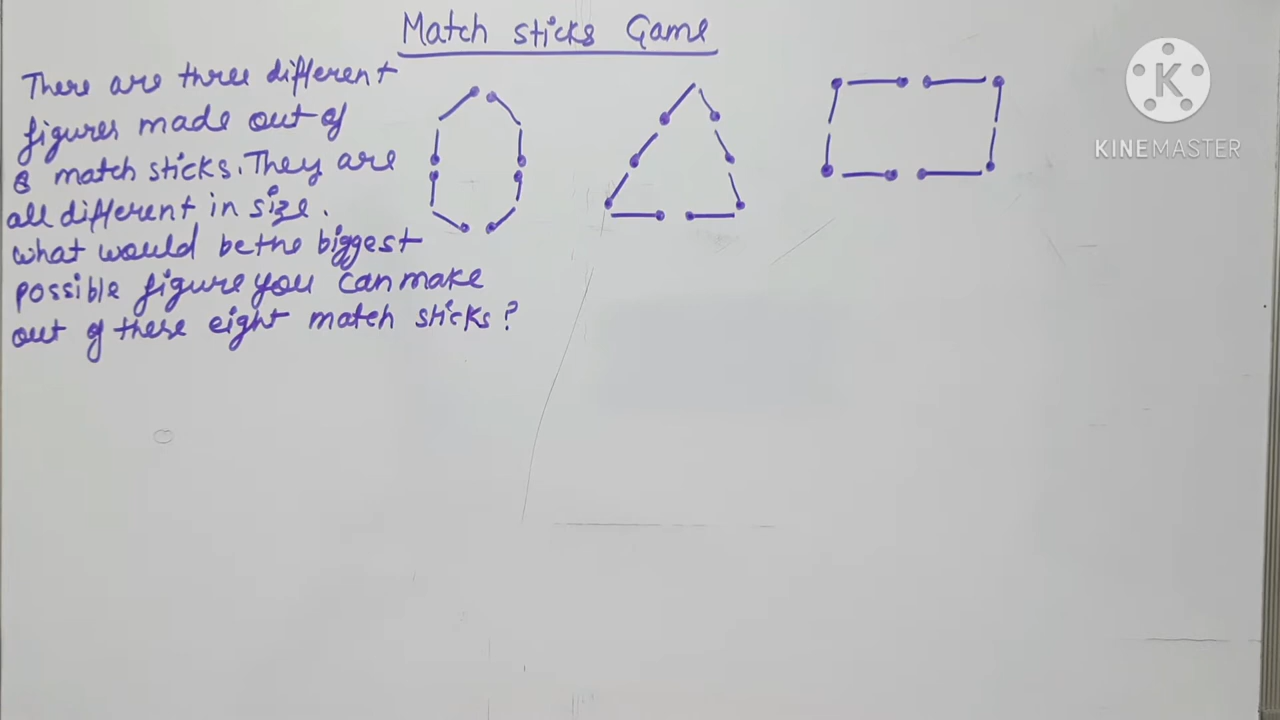 Match sticks Game
There are three different
figures made out of
8 match sticks. They are
all different in size.
what would be the biggest
possible figure you can make
out of these eight match sticks?
K
KINEMASTER